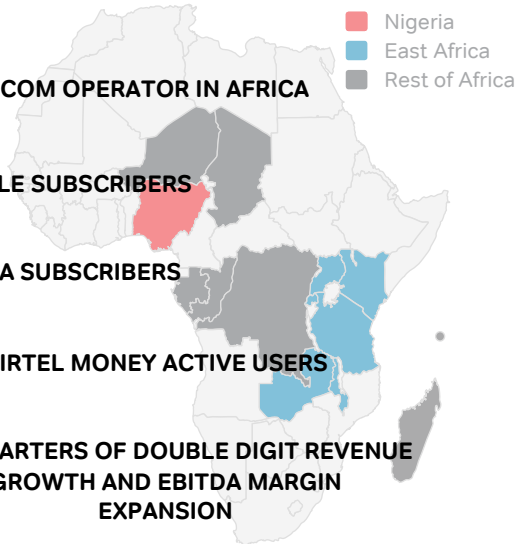 Nigeria
East Africa
Rest of Africa
COM OPERATOR IN AFRICA
LE SUBSCRIBERS
A SUBSCRIBERS
IRTEL MONEY ACTIVE USERS
ARTERS OF DOUBLE DIGIT REVENUE
GROWTH AND EBITDA MARGIN
EXPANSION